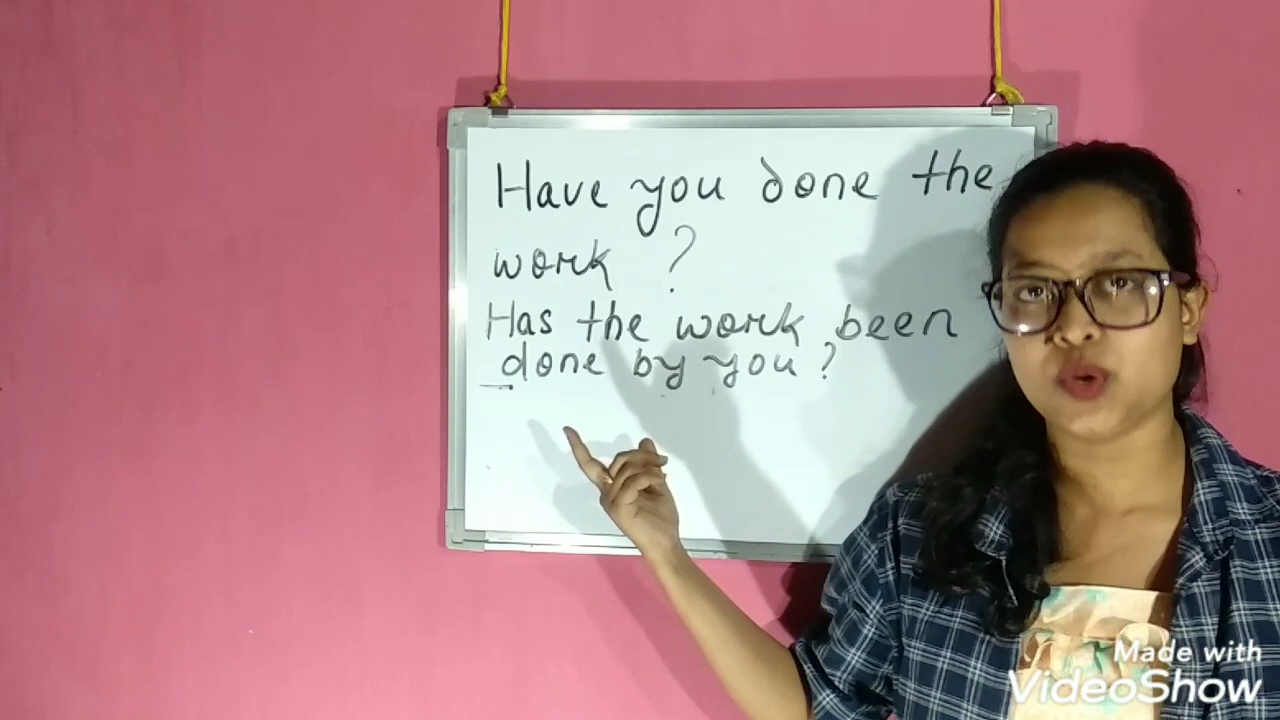 Have you done the
work ?
Has the work been
done by you ?
Made with
VideoShow